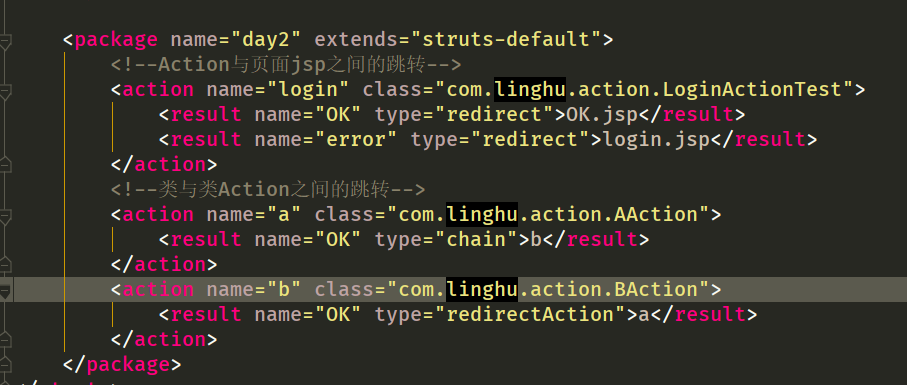 <package name="day2" extends="struts-default">
<!--Action与页面jsp之间的跳转-->
<action name="login" class="com.linghu.action.LoginActionTest">
<result name="OK" type="redirect">OK.jsp</result>
<result name="error" type="redirect">login.jsp</result>
</action>
<!--类与类Action之间的跳转-->
<action name="a" class="com.linghu.action.AAction">
<result name="OK" type="chain">b</result>
</action>
<action name="b" class="com.linghu.action.BAction">
<result name="OK" type="redirectAction">a</result>
</action>
</package>